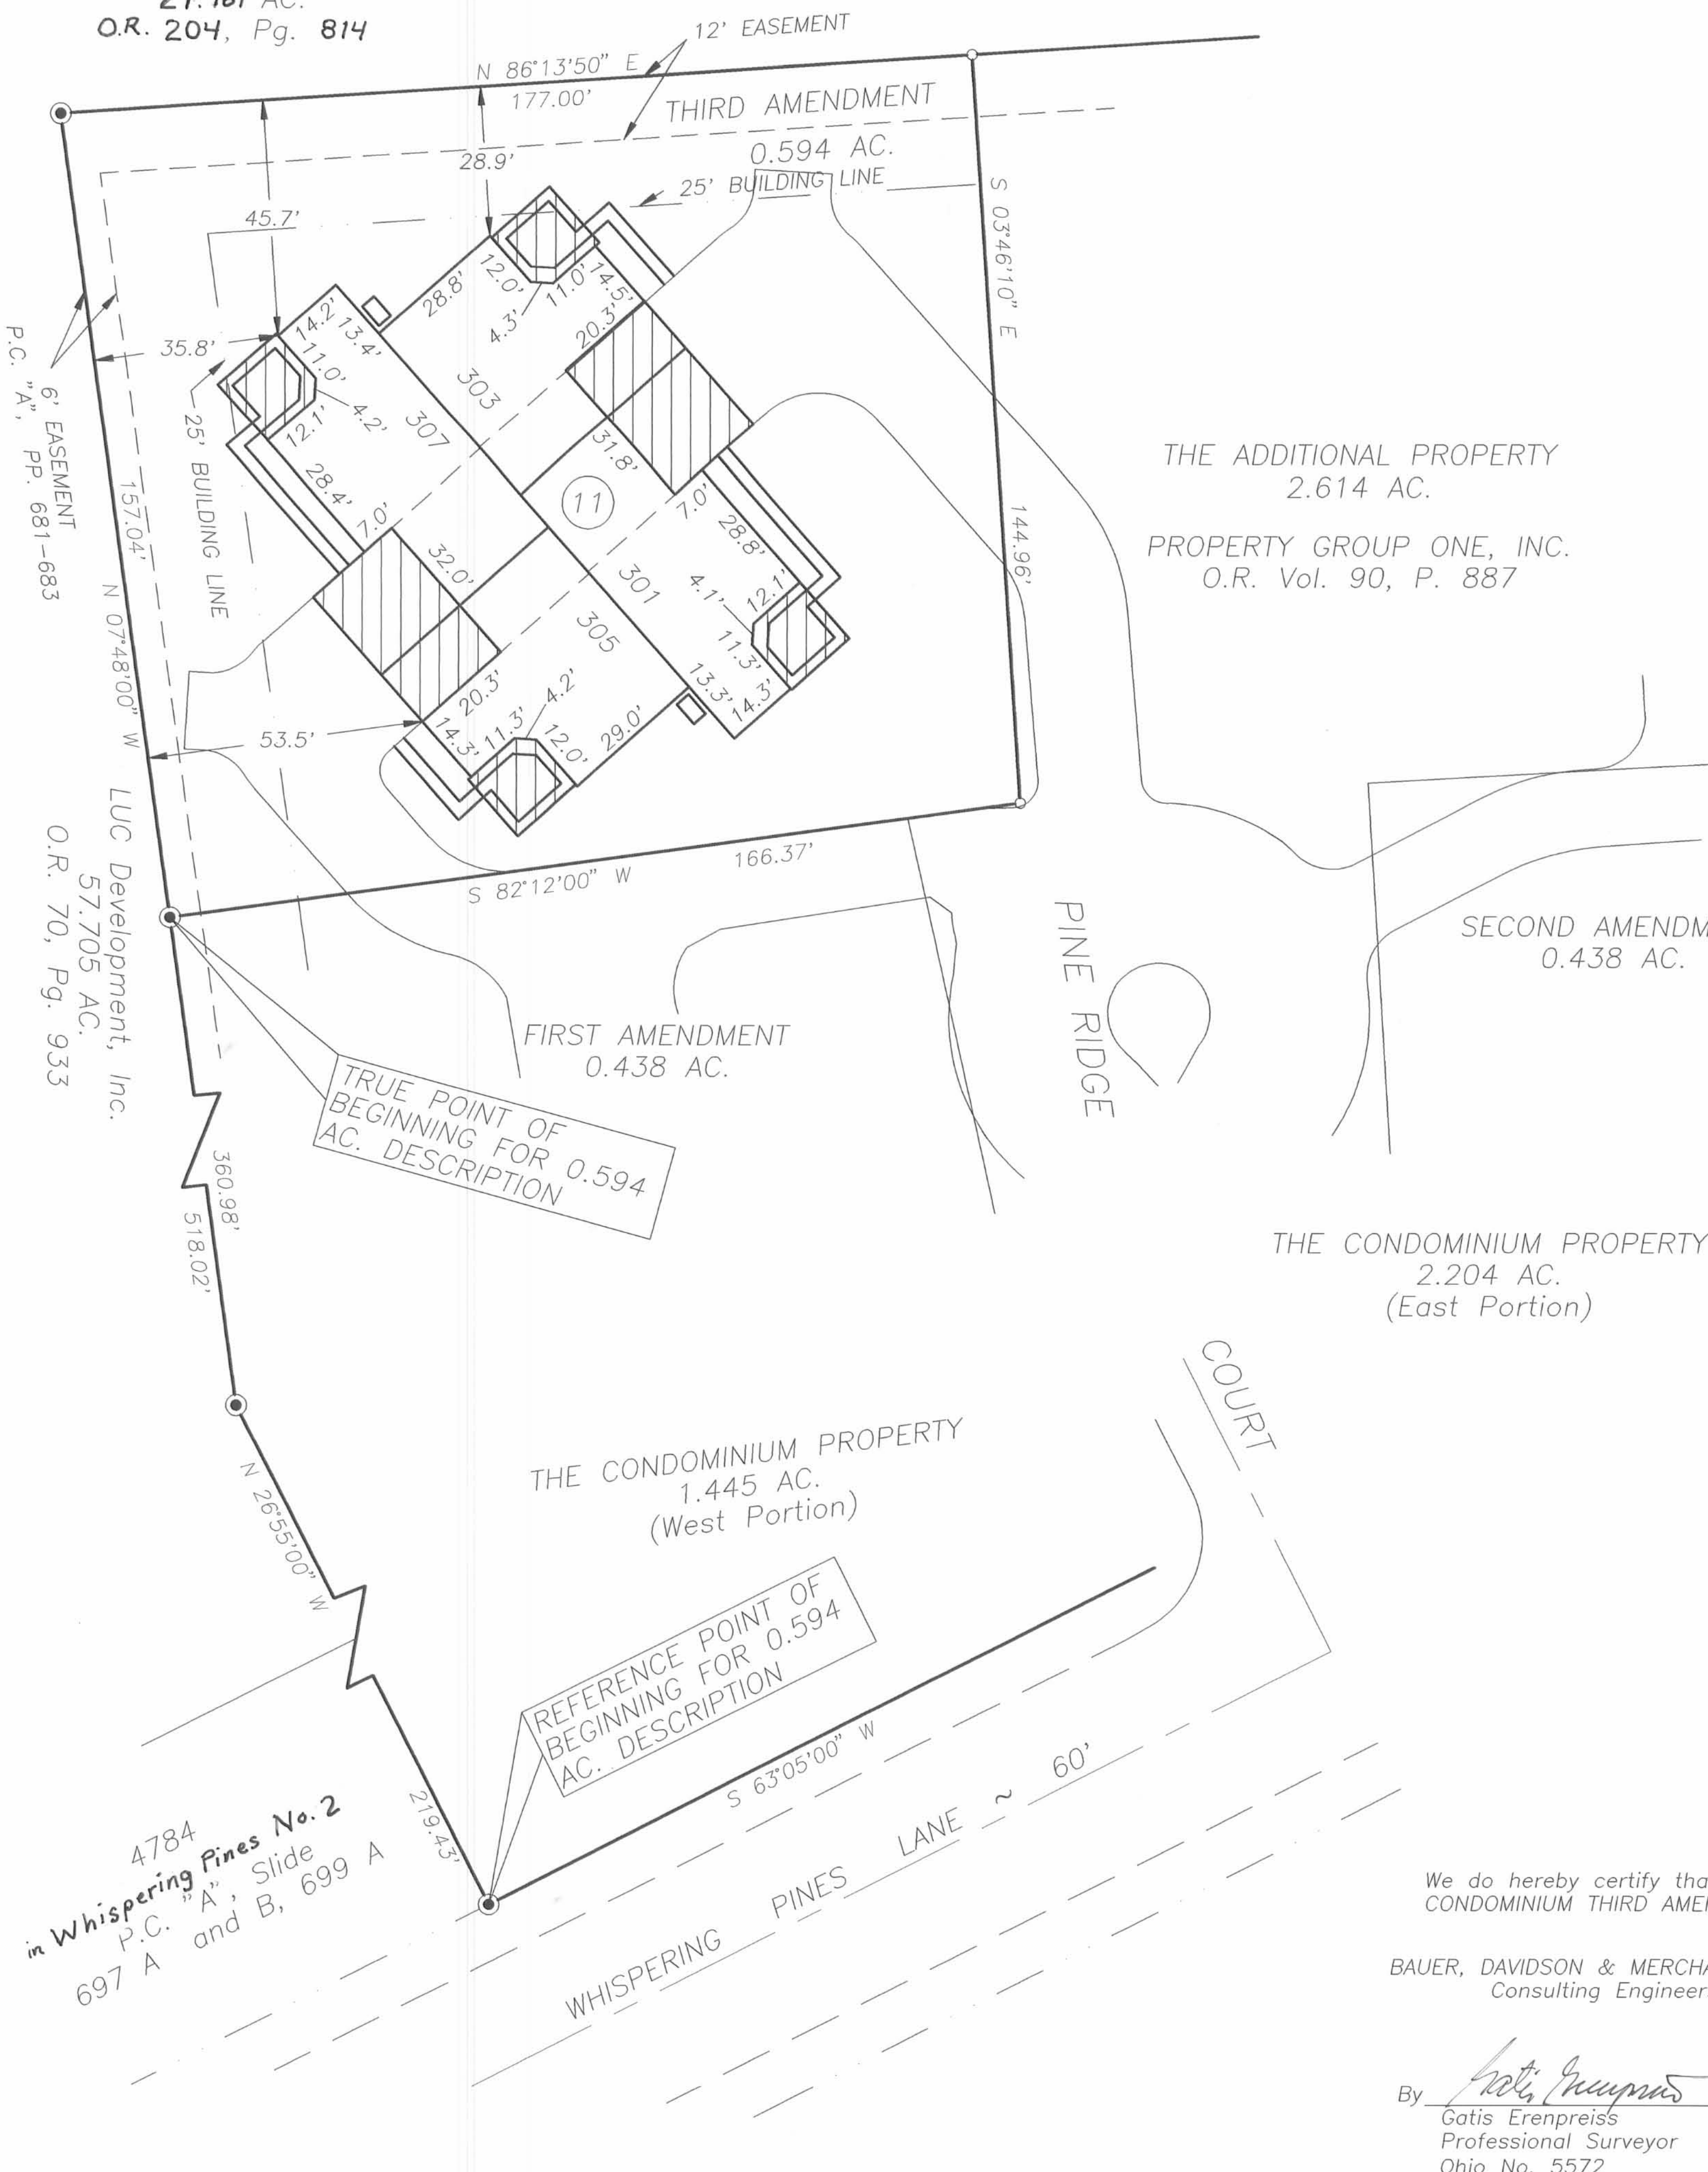 O.R. 204, Pg. 814
12' EASEMENT
N 86°13'50" E
177.00'
THIRD AMENDMENT
0.594 AC.
25' BUILDING LINE
28.9'
45.7'
S 03°46'10" E
144.96'
35.8'
6' EASEMENT
P.C. "A", PP. 681-683
157.04'
N 07°48'00" W
25' BUILDING LINE
14.2'
13.4'
11.0'
4.2'
12.1'
28.4'
7.0'
32.0'
28.8'
12.0'
4.3'
11.0'
14.5'
20.3'
303
307
31.8'
11
7.0'
28.8'
301
305
4.1'
12.1'
11.3'
13.3'
14.3'
20.3'
14.3'
11.3'
4.2'
12.0'
29.0'
53.5'
THE ADDITIONAL PROPERTY
2.614 AC.
PROPERTY GROUP ONE, INC.
O.R. Vol. 90, P. 887
166.37'
S 82°12'00" W
LUC Development, Inc.
57.705 AC.
O.R. 70, Pg. 933
PINE RIDGE
SECOND AMENDM
0.438 AC.
FIRST AMENDMENT
0.438 AC.
TRUE POINT OF
BEGINNING FOR 0.594
AC. DESCRIPTION
360.98'
518.02'
THE CONDOMINIUM PROPERTY
2.204 AC.
(East Portion)
COURT
N 26°55'00" W
THE CONDOMINIUM PROPERTY
1.445 AC.
(West Portion)
REFERENCE POINT OF
BEGINNING FOR 0.594
AC. DESCRIPTION
S 63°05'00" W
219.43'
WHISPERING PINES LANE ~ 60'
4784
in Whispering Pines No. 2
P.C. "A", Slide
697 A and B, 699 A
We do hereby certify tha
CONDOMINIUM THIRD AME
BAUER, DAVIDSON & MERCHA
Consulting Engineer
By Gatis Erenpreiss
Gatis Erenpreiss
Professional Surveyor
Ohio No. 5572